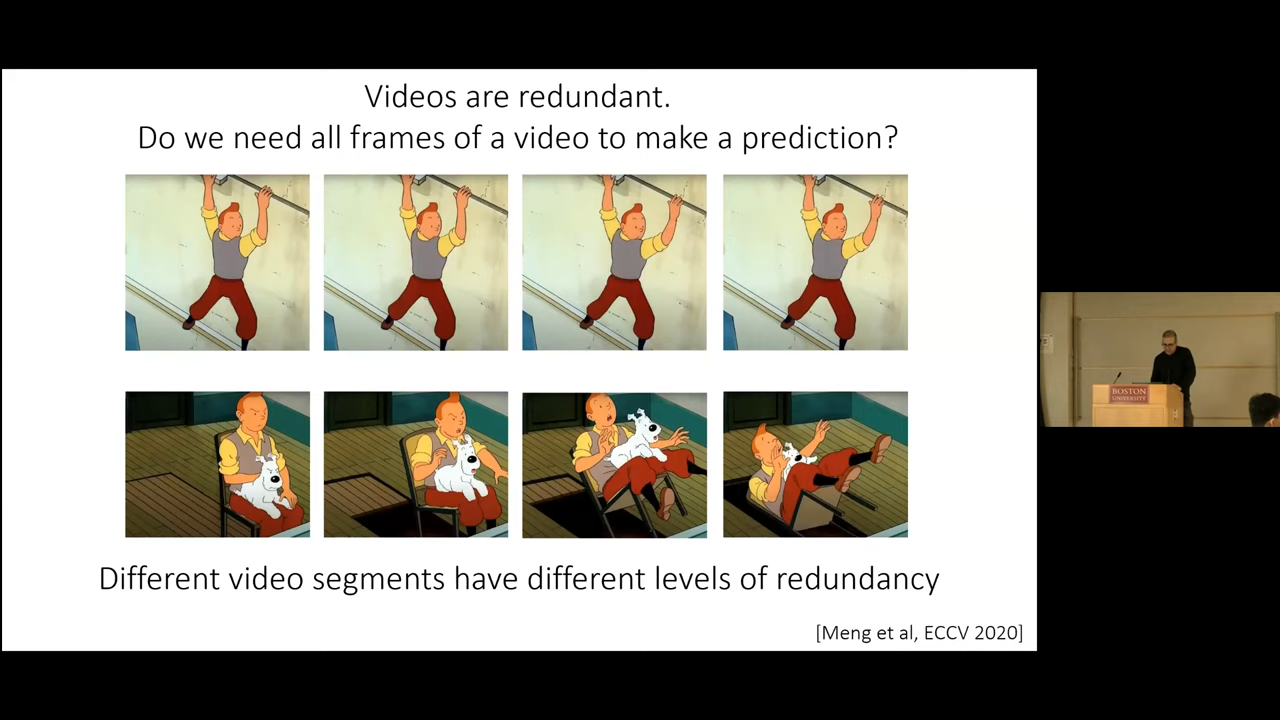 Videos are redundant.
Do we need all frames of a video to make a prediction?
Different video segments have different levels of redundancy
[Meng et al, ECCV 2020]
BOSTON
UNIVERSITY